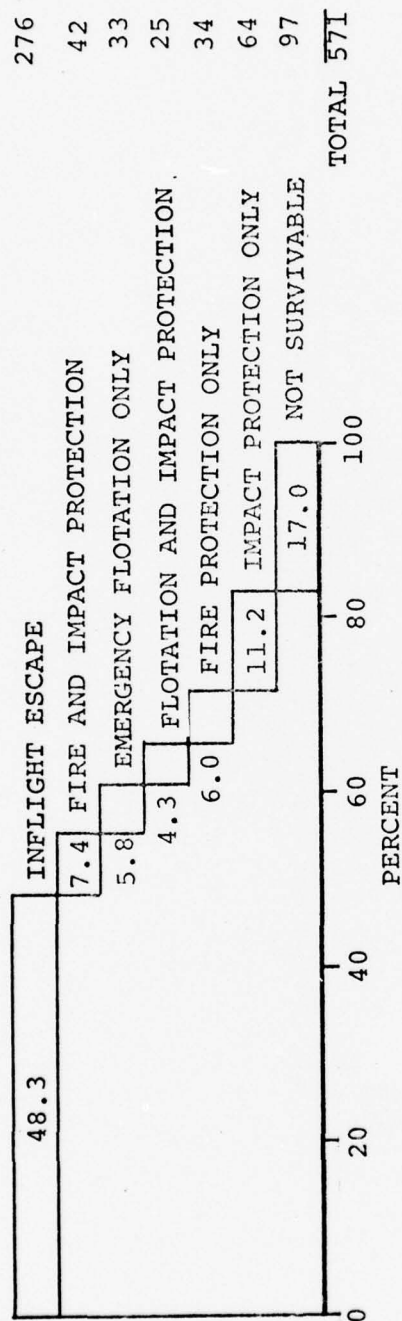 INFLIGHT ESCAPE 276
48.3
FIRE AND IMPACT PROTECTION 42
7.4
EMERGENCY FLOTATION ONLY 33
5.8
FLOTATION AND IMPACT PROTECTION 25
4.3
FIRE PROTECTION ONLY 34
6.0
IMPACT PROTECTION ONLY 64
11.2
NOT SURVIVABLE 97
17.0
TOTAL 571
0 20 40 60 80 100
PERCENT